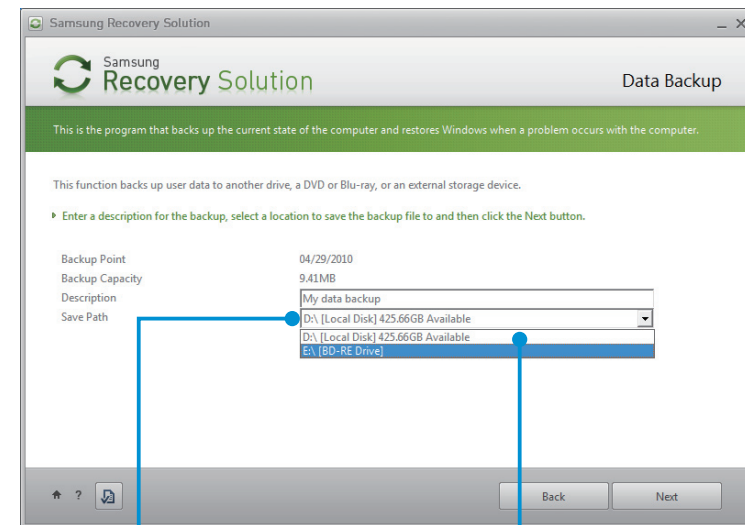 Samsung Recovery Solution
Samsung
Recovery Solution
Data Backup
This is the program that backs up the current state of the computer and restores Windows when a problem occurs with the computer.
This function backs up user data to another drive, a DVD or Blu-ray, or an external storage device.
Enter a description for the backup, select a location to save the backup file to and then click the Next button.
Backup Point 04/29/2010
Backup Capacity 9.41MB
Description My data backup
Save Path D:\ [Local Disk] 425.66GB Available
D:\ [Local Disk] 425.66GB Available
E:\ [BD-RE Drive]
? Back Next